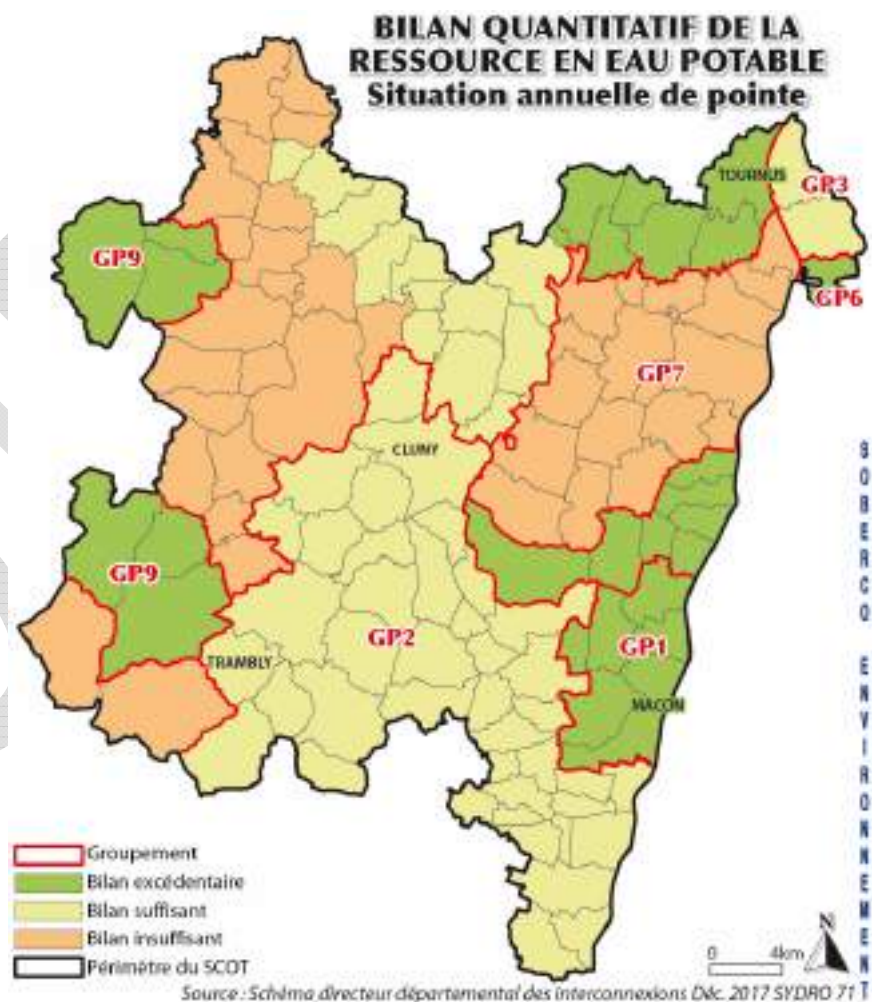 BILAN QUANTITATIF DE LA
RESSOURCE EN EAU POTABLE
Situation annuelle de pointe
TOURNUS
GP3
GP9
GP6
GP7
CLUNY
GP9
GP2
GP1
TRAMBLY
MACON
Groupement
Bilan excédentaire
Bilan suffisant
Bilan insuffisant
Périmètre du SCOT
N
0 4km
Source : Schéma directeur départemental des interconnexions Déc. 2017 SYDRO 71
SOBERCO ENVIRONNEMENT